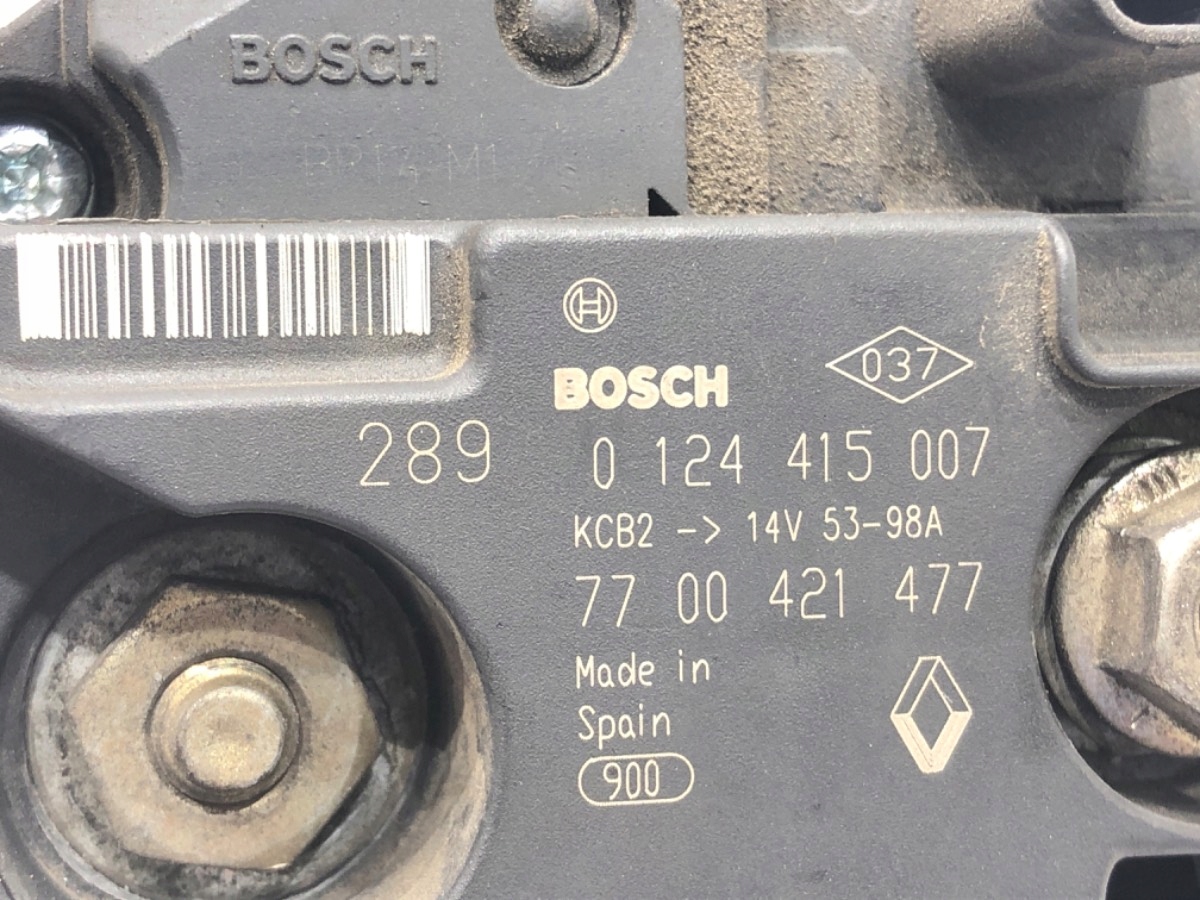 BOSCH
BOSCH
037
289
0 124 415 007
KCB2 -> 14V 53-98A
77 00 421 477
Made in
Spain
900